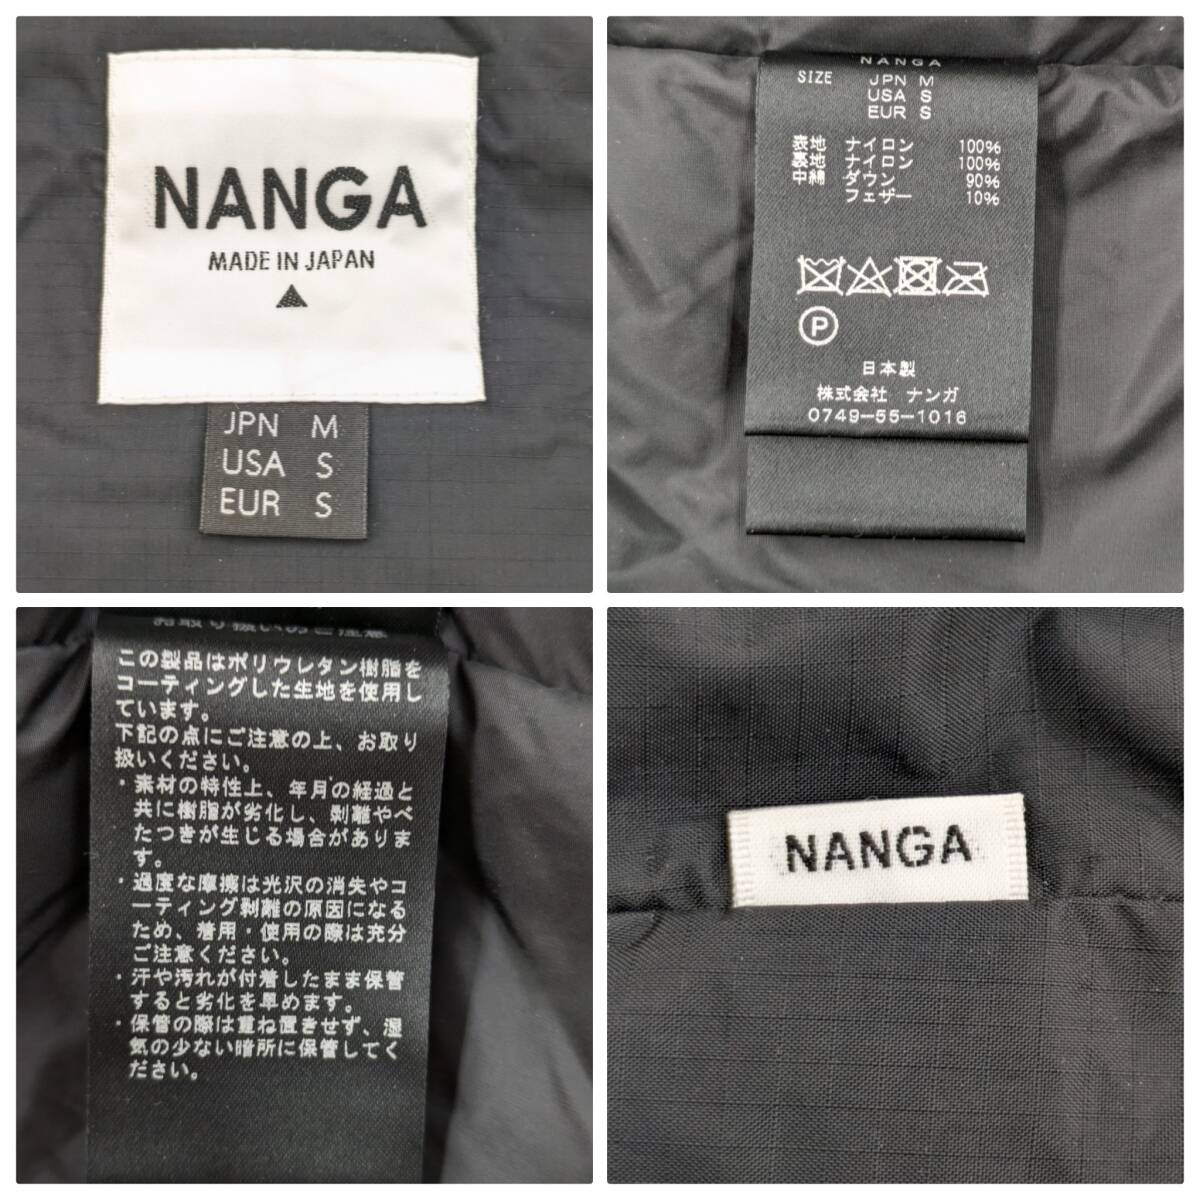 NANGA
MADE IN JAPAN
JPN M
USA S
EUR S
NANGA
SIZE JPN M
USA S
EUR S
表地 ナイロン 100%
裏地 ナイロン 100%
中綿 ダウン 90%
フェザー 10%
P
日本製
株式会社 ナンガ
0749-55-1016
お取り扱いのご注意
この製品はポリウレタン樹脂を
コーティングした生地を使用し
ています。
下記の点にご注意の上、お取り
扱いください。
・素材の特性上、年月の経過と
共に樹脂が劣化し、剥離やべ
たつきが生じる場合がありま
す。
・過度な摩擦は光沢の消失やコ
ーティング剥離の原因になる
ため、着用・使用の際は充分
ご注意ください。
・汗や汚れが付着したまま保管
すると劣化を早めます。
・保管の際は重ね置きせず、湿
気の少ない暗所に保管してく
ださい。
NANGA